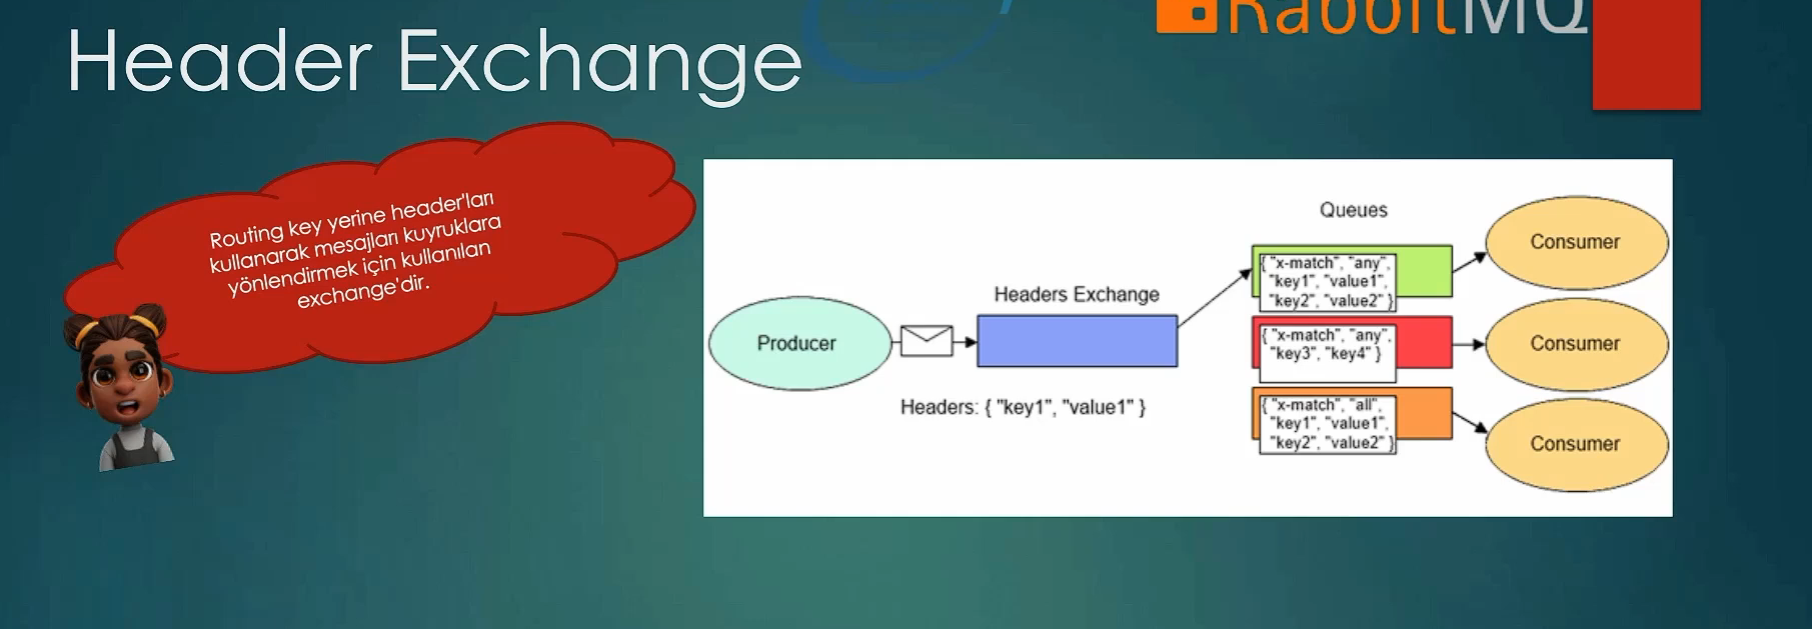 Header Exchange
RabbitMQ
Routing key yerine header'ları
kullanarak mesajları kuyruklara
yönlendirmek için kullanılan
exchange'dir.
Queues
Headers Exchange
Producer
Headers: { "key1", "value1" }
{ "x-match", "any",
"key1", "value1",
"key2", "value2" }
Consumer
{ "x-match", "any",
"key3", "key4" }
Consumer
{ "x-match", "all",
"key1", "value1",
"key2", "value2" }
Consumer